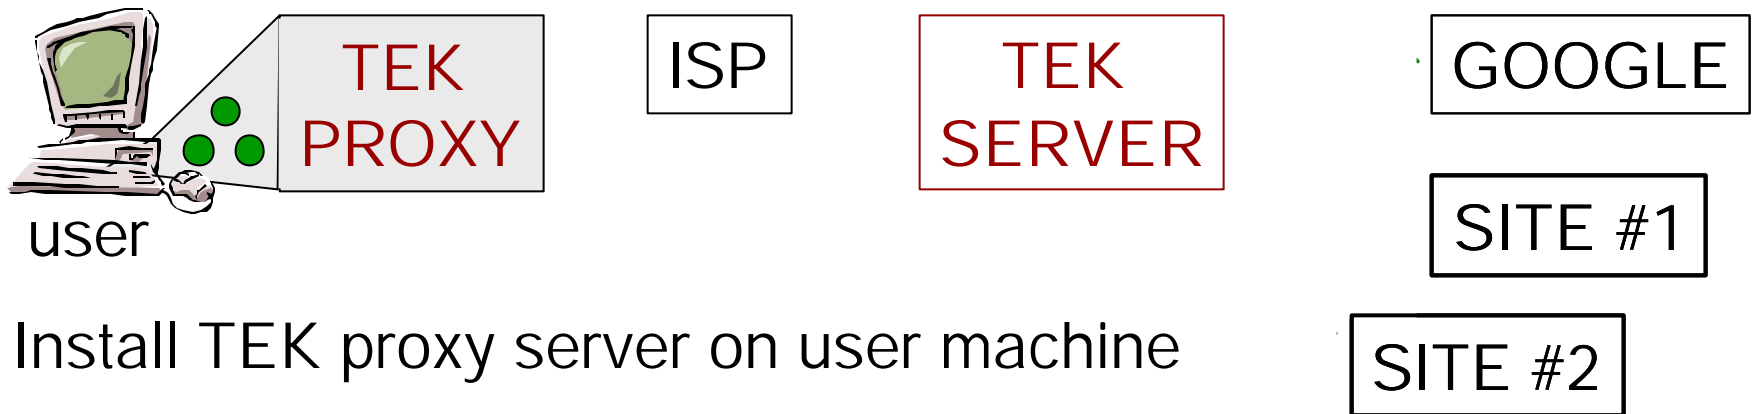 TEK
PROXY
ISP
TEK
SERVER
GOOGLE
SITE #1
user
Install TEK proxy server on user machine
SITE #2